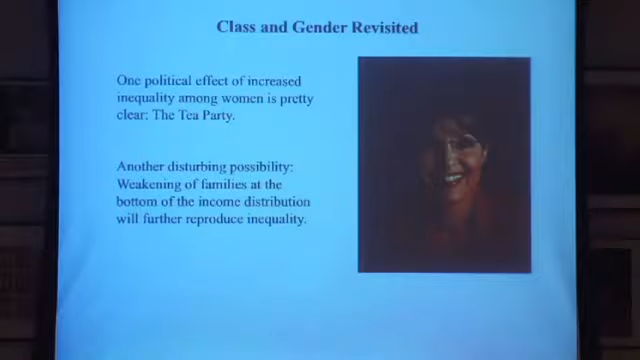 Class and Gender Revisited
One political effect of increased
inequality among women is pretty
clear: The Tea Party.
Another disturbing possibility:
Weakening of families at the
bottom of the income distribution
will further reproduce inequality.